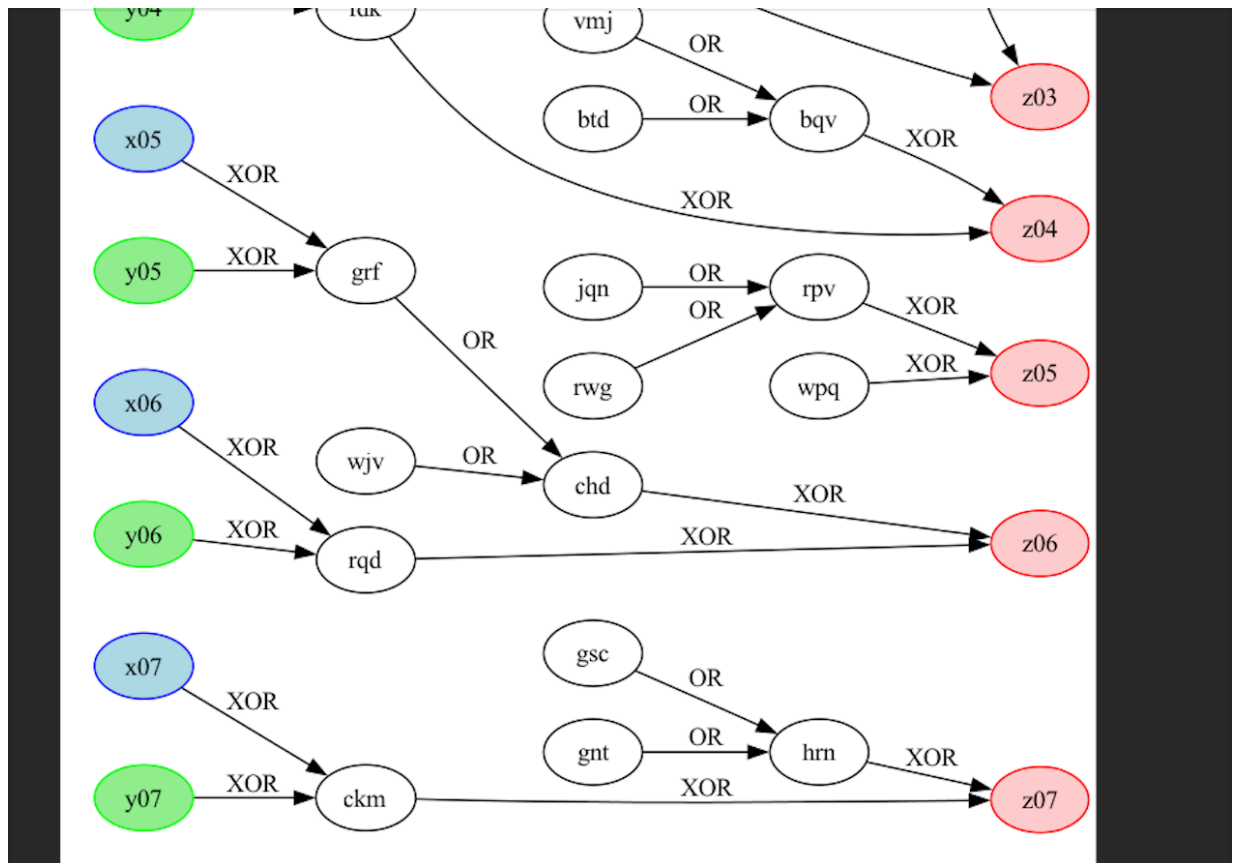 y04
rdk
vmj
OR
z03
btd
OR
bqv
x05
XOR
XOR
XOR
z04
y05
XOR
grf
jqn
OR
rpv
OR
XOR
OR
rwg
wpq
XOR
z05
x06
XOR
wjv
OR
chd
XOR
y06
XOR
rqd
XOR
z06
x07
XOR
gsc
OR
gnt
OR
hrn
XOR
y07
XOR
ckm
XOR
z07